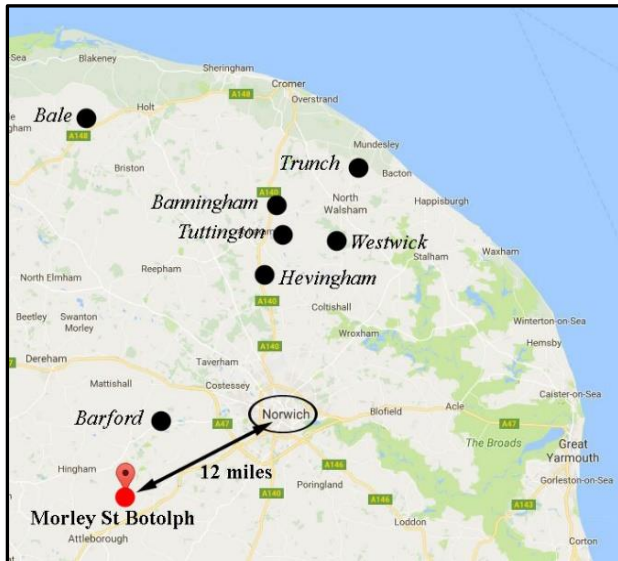 Blakeney
Sheringham
Cromer
Overstrand
Holt
A148
Bale
A148
Mundesley
Trunch
Bacton
Briston
A140
North
Walsham
Happisburgh
Banningham
Tuttington
Westwick
Stalham
Waxham
Reepham
Hevingham
North Elmham
A140
Coltishall
Beetley
Swanton
Morley
Wroxham
Winterton-on-Sea
Hemsby
A140
Dereham
Taverham
Mattishall
Costessey
Caister-on-Sea
Norwich
Acle
Barford
A47
Blofield
A47
The Broads
Great
Yarmouth
Hingham
12 miles
A146
Gorleston-on-Sea
Poringland
A140
A146
A143
Morley St Botolph
Loddon
Attleborough
Corton